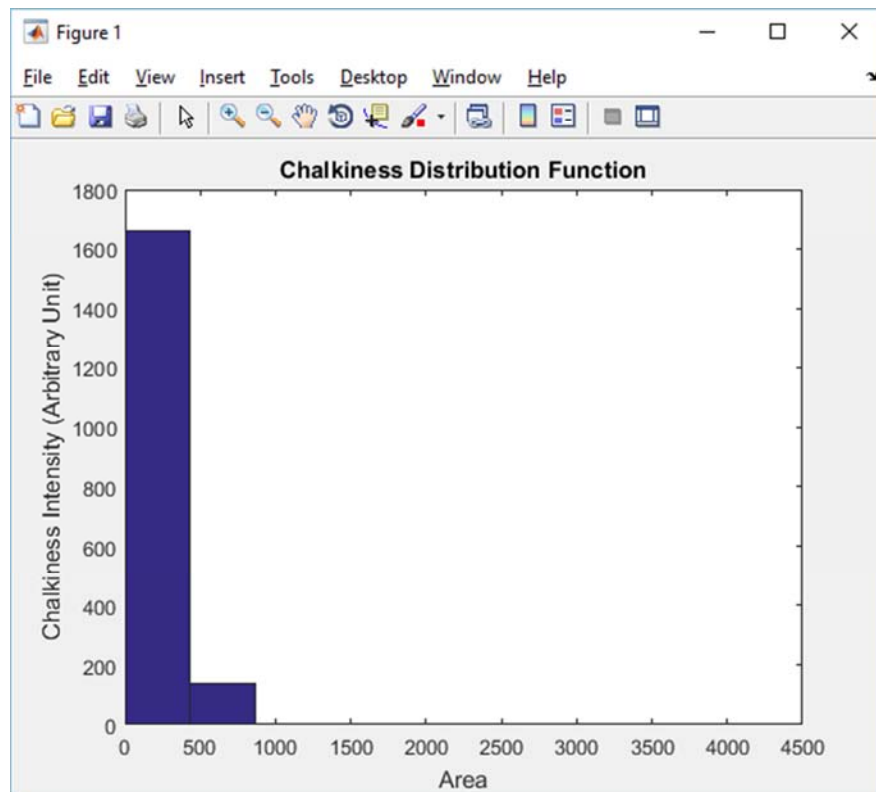 Figure 1
File Edit View Insert Tools Desktop Window Help
Chalkiness Distribution Function
Chalkiness Intensity (Arbitrary Unit)
1800
1600
1400
1200
1000
800
600
400
200
0
0 500 1000 1500 2000 2500 3000 3500 4000 4500
Area